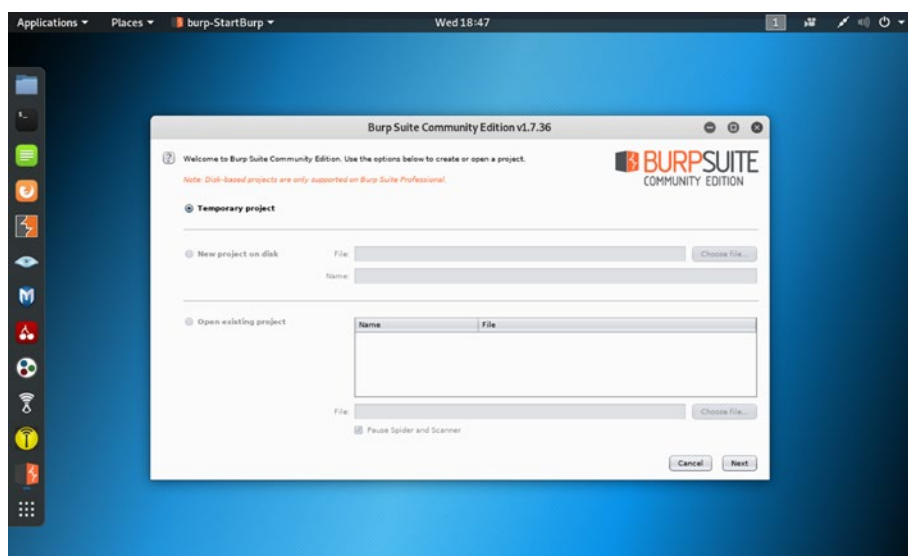 Applications Places burp-StartBurp Wed 18:47 1
Burp Suite Community Edition v1.7.36
Welcome to Burp Suite Community Edition. Use the options below to create or open a project.
BURPSUITE
Note: Disk-based projects are only supported on Burp Suite Professional.
COMMUNITY EDITION
Temporary project
New project on disk File: Choose file...
Name:
Open existing project Name File
File: Choose file...
Pause Spider and Scanner
Cancel Next